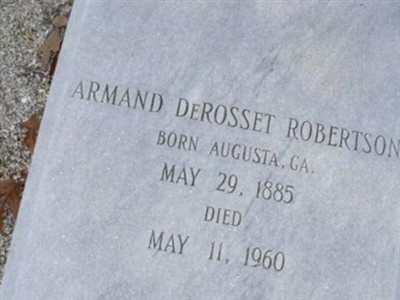 ARMAND DeROSSET ROBERTSON
BORN AUGUSTA, GA.
MAY 29, 1885
DIED
MAY 11, 1960